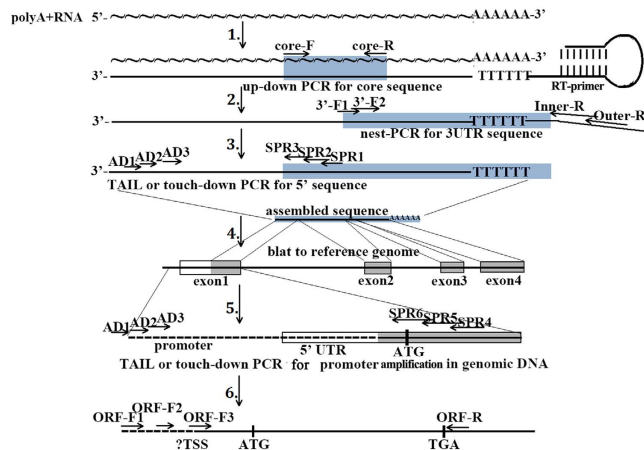 polyA+RNA 5'- AAAAAA-3'
1.
core-F core-R
AAAAAA-3'
3'- TTTTTT
RT-primer
up-down PCR for core sequence
2.
3'-F1 3'-F2 Inner-R
3'- TTTTTT Outer-R
nest-PCR for 3UTR sequence
3.
AD1 AD2 AD3 SPR3 SPR2 SPR1
3'- TTTTTT
TAIL or touch-down PCR for 5' sequence
assembled sequence AAAAAA
4.
blat to reference genome
exon1 exon2 exon3 exon4
5.
AD1 AD2 AD3 SPR6 SPR5 SPR4
promoter 5' UTR ATG
TAIL or touch-down PCR for promoter amplification in genomic DNA
6.
ORF-F1 ORF-F2 ORF-F3 ORF-R
?TSS ATG TGA